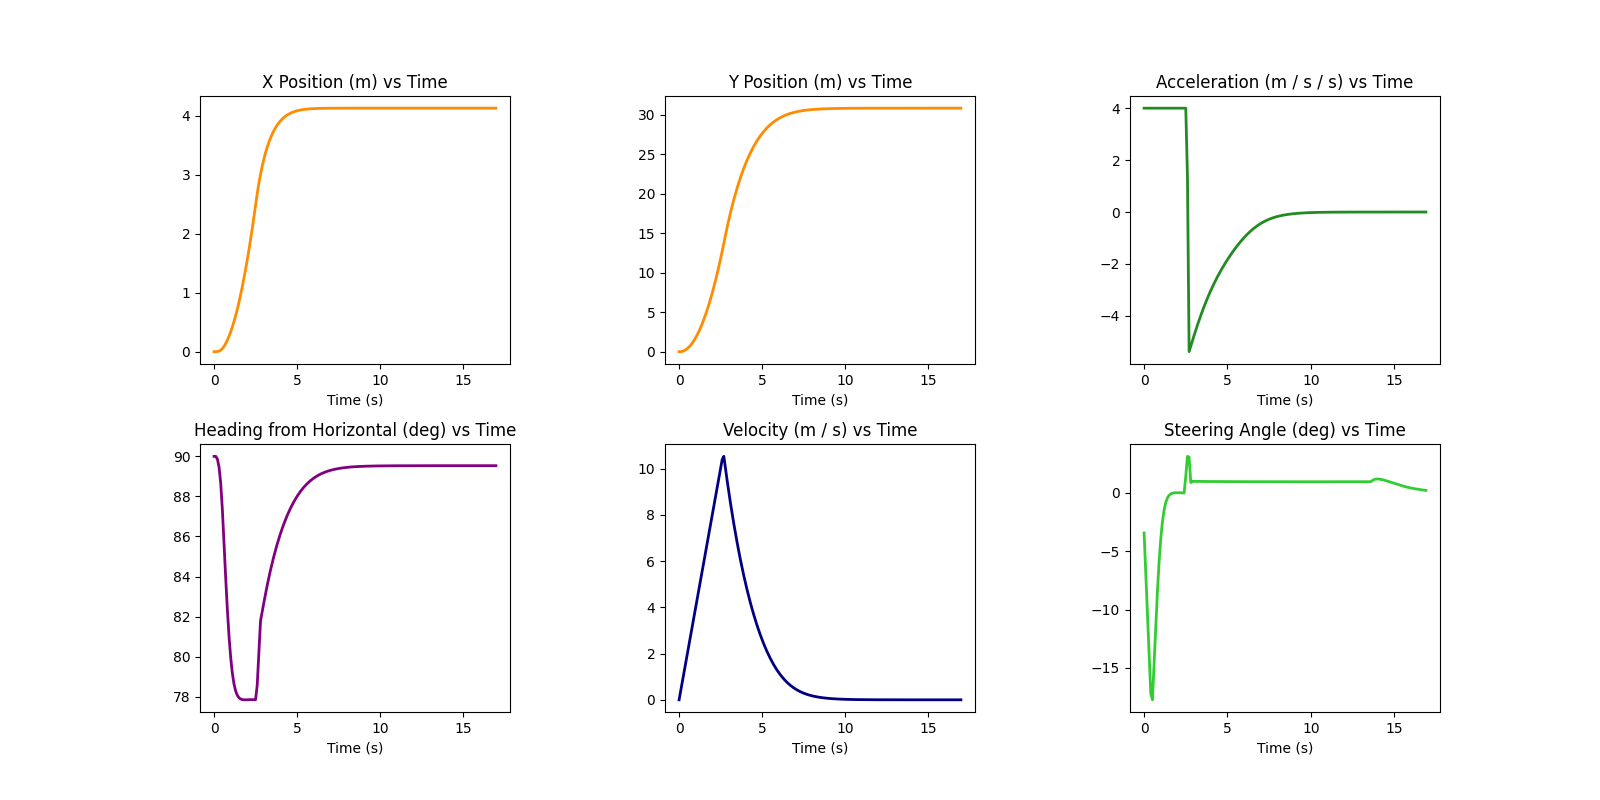 X Position (m) vs Time
4
3
2
1
0
0 5 10 15
Time (s)
Y Position (m) vs Time
30
25
20
15
10
5
0
0 5 10 15
Time (s)
Acceleration (m / s / s) vs Time
4
2
0
−2
−4
0 5 10 15
Time (s)
Heading from Horizontal (deg) vs Time
90
88
86
84
82
80
78
0 5 10 15
Time (s)
Velocity (m / s) vs Time
10
8
6
4
2
0
0 5 10 15
Time (s)
Steering Angle (deg) vs Time
0
−5
−10
−15
0 5 10 15
Time (s)